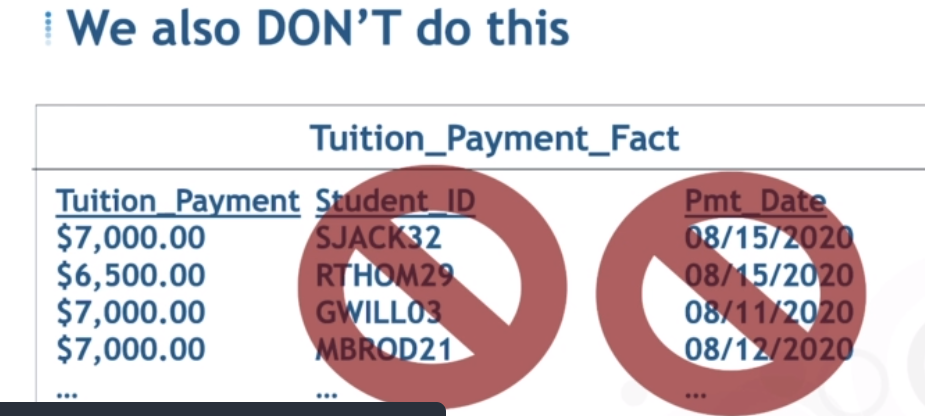 We also DON'T do this
Tuition_Payment_Fact
Tuition_Payment Student_ID Pmt_Date
$7,000.00 SJACK32 08/15/2020
$6,500.00 RTHOM29 08/15/2020
$7,000.00 GWILL03 08/11/2020
$7,000.00 MBROD21 08/12/2020
... ... ...